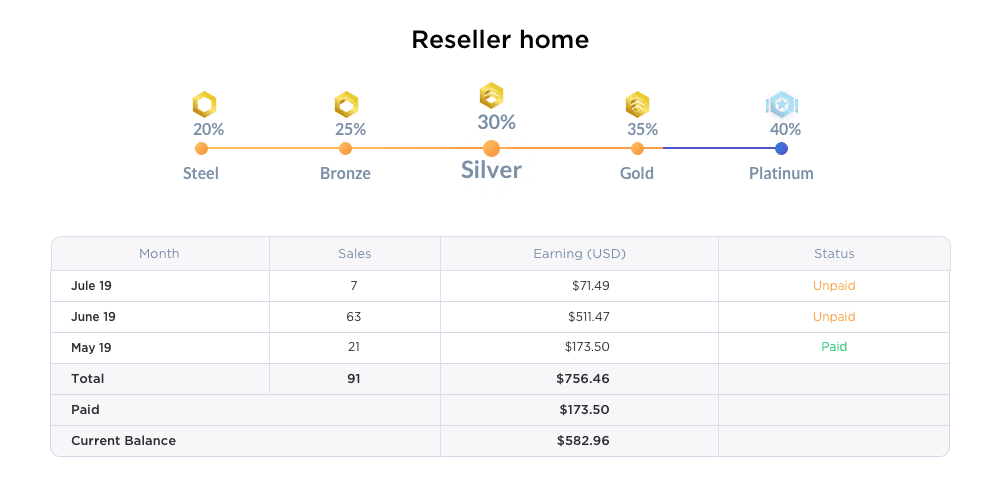 Reseller home
20% 25% 30% 35% 40%
Steel Bronze Silver Gold Platinum
Month Sales Earning (USD) Status
Jule 19 7 $71.49 Unpaid
June 19 63 $511.47 Unpaid
May 19 21 $173.50 Paid
Total 91 $756.46
Paid $173.50
Current Balance $582.96